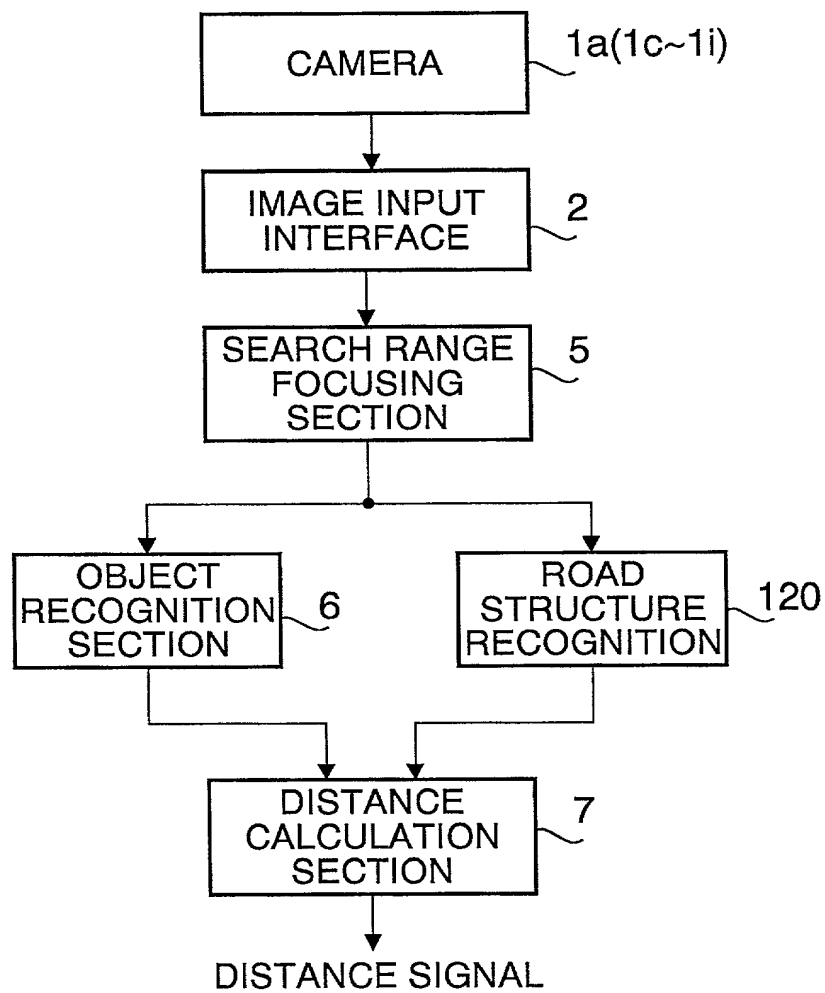 CAMERA
1a(1c~1i)
IMAGE INPUT
INTERFACE
2
SEARCH RANGE
FOCUSING
SECTION
5
OBJECT
RECOGNITION
SECTION
6
ROAD
STRUCTURE
RECOGNITION
120
DISTANCE
CALCULATION
SECTION
7
DISTANCE SIGNAL